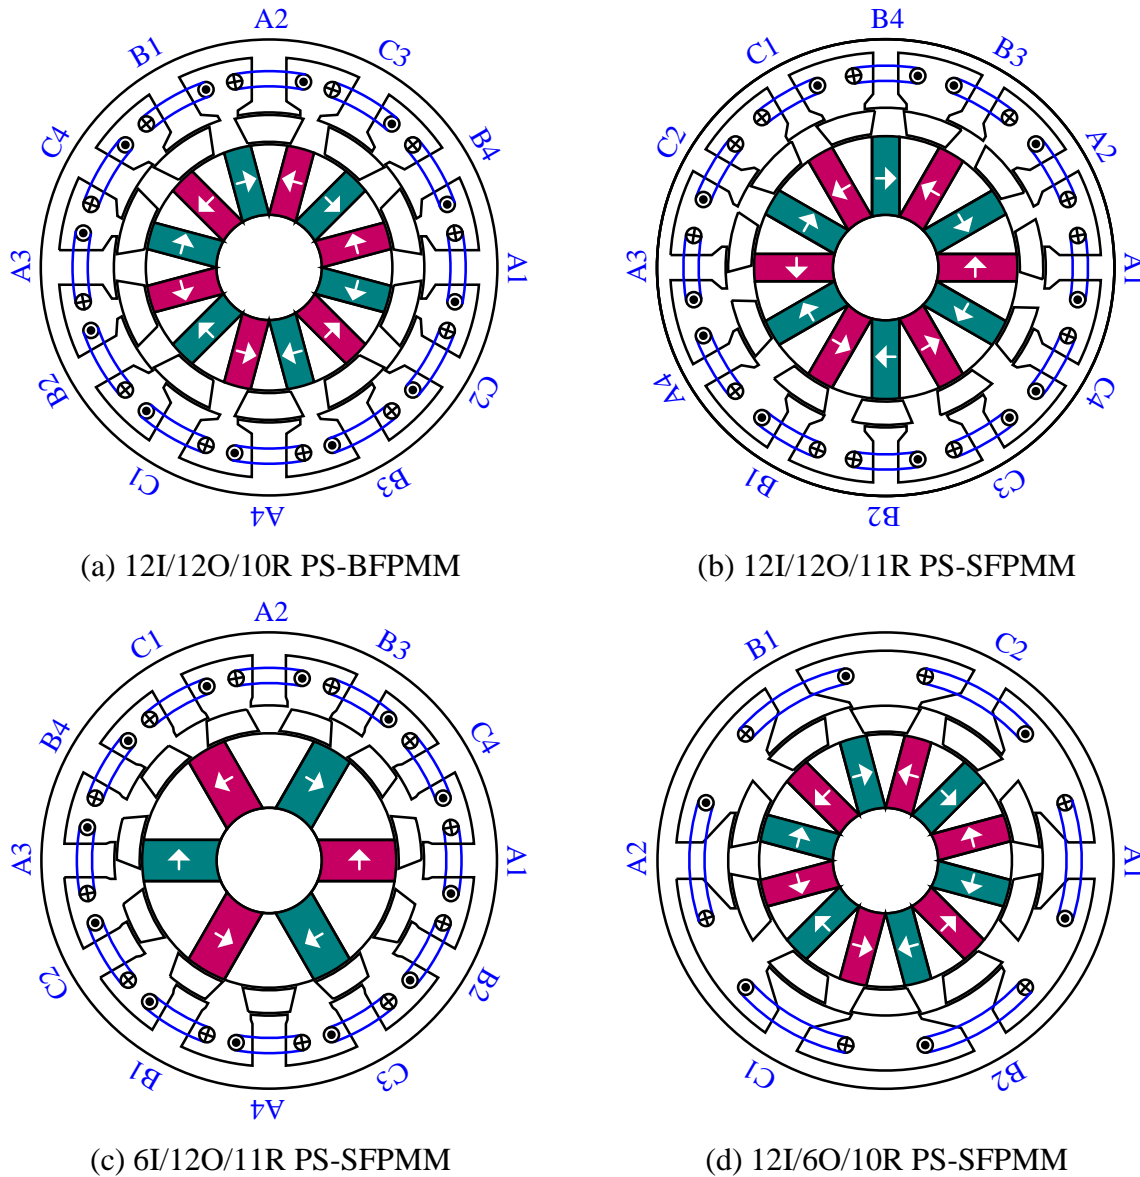 A2
B1
C3
C4
B4
A3
A1
B2
C2
C1
B3
A4
(a) 12I/12O/10R PS-BFPMM
B4
C1
B3
C2
A2
A3
A1
A4
C4
B1
C3
B2
(b) 12I/12O/11R PS-SFPMM
A2
C1
B3
B4
C4
A3
A1
C2
B2
B1
C3
A4
(c) 6I/12O/11R PS-SFPMM
B1
C2
A2
A1
C1
B2
(d) 12I/6O/10R PS-SFPMM